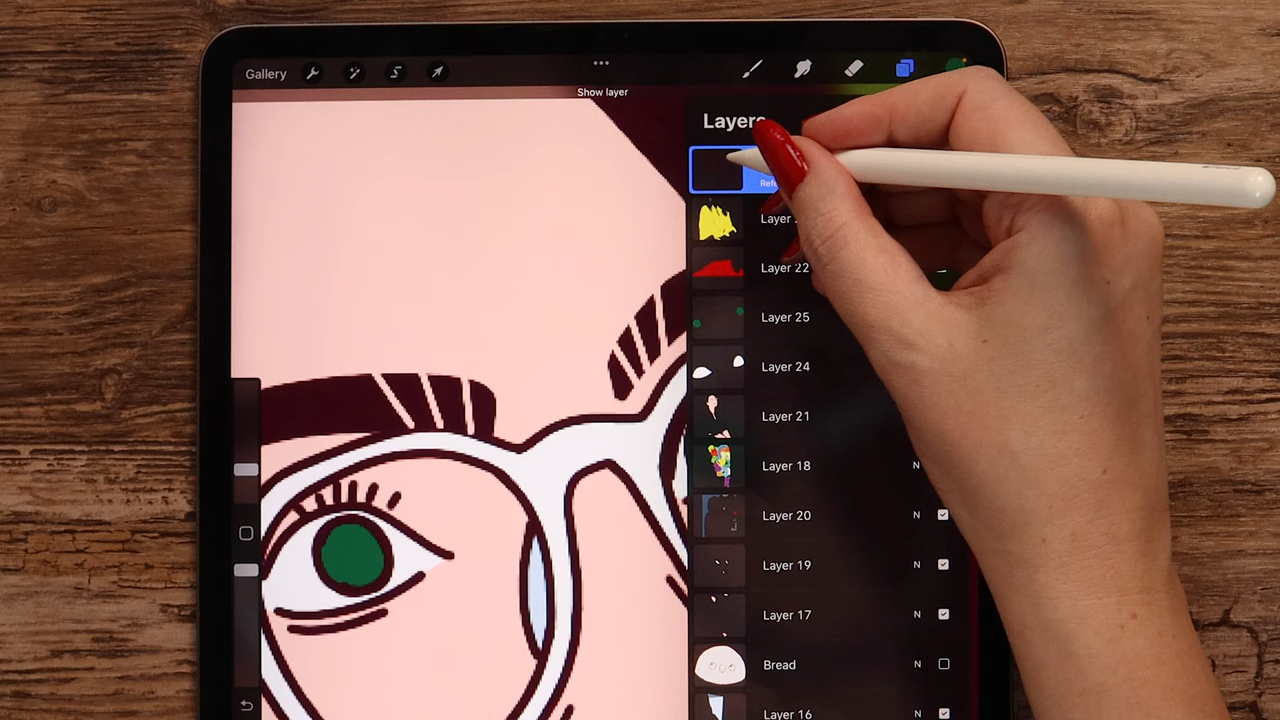 Gallery
Show layer
Layers
Layer
Layer 22
Layer 25
Layer 24
Layer 21
Layer 18 N
Layer 20 N
Layer 19 N
Layer 17 N
Bread N
Layer 16 N